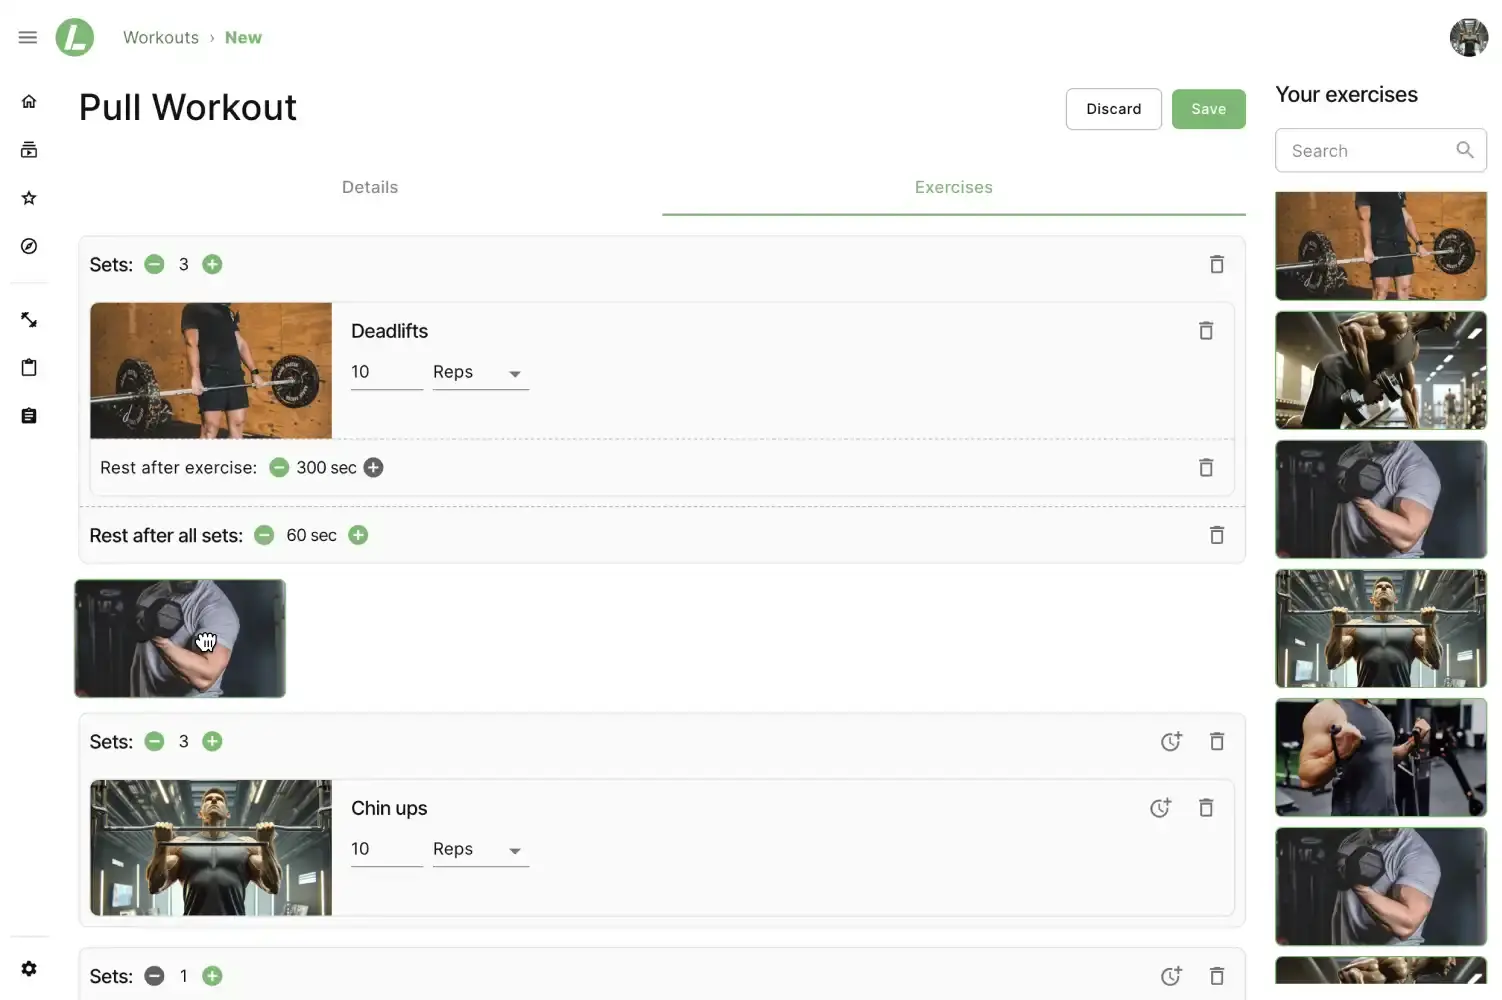 L
Workouts › New
Pull Workout
Discard
Save
Details
Exercises
Sets: 3
Deadlifts
10 Reps
Rest after exercise: 300 sec
Rest after all sets: 60 sec
Sets: 3
Chin ups
10 Reps
Sets: 1
Your exercises
Search